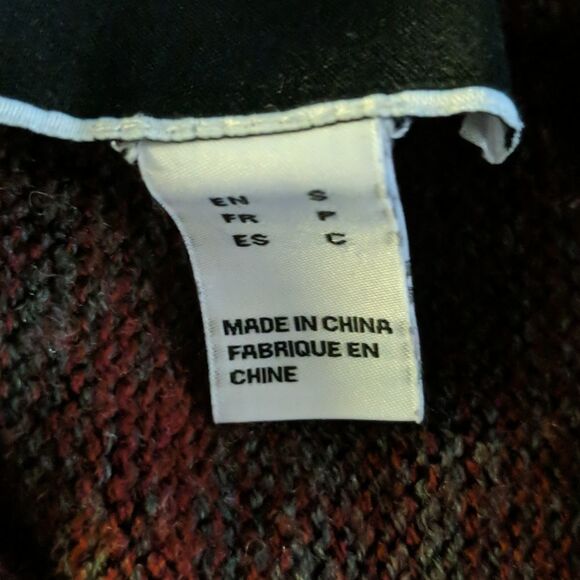 EN S
FR P
ES C
MADE IN CHINA
FABRIQUE EN
CHINE